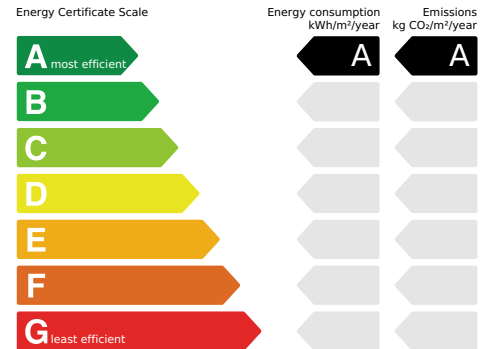 Energy Certificate Scale
Energy consumption
kWh/m²/year
Emissions
kg CO₂/m²/year
A most efficient
A
A
B
C
D
E
F
G least efficient